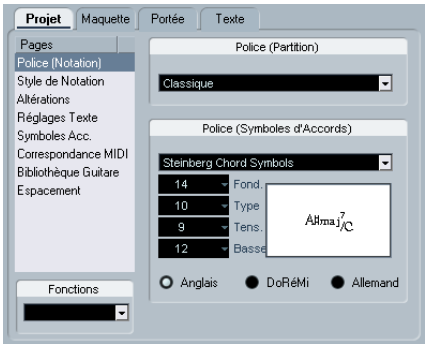 Projet Maquette Portée Texte
Pages
Police (Notation)
Style de Notation
Altérations
Réglages Texte
Symboles Acc.
Correspondance MIDI
Bibliothèque Guitare
Espacement
Fonctions
Police (Partition)
Classique
Police (Symboles d'Accords)
Steinberg Chord Symbols
14 Fond.
10 Type
9 Tens.
12 Basse
A#maj7/C
Anglais DoRéMi Allemand